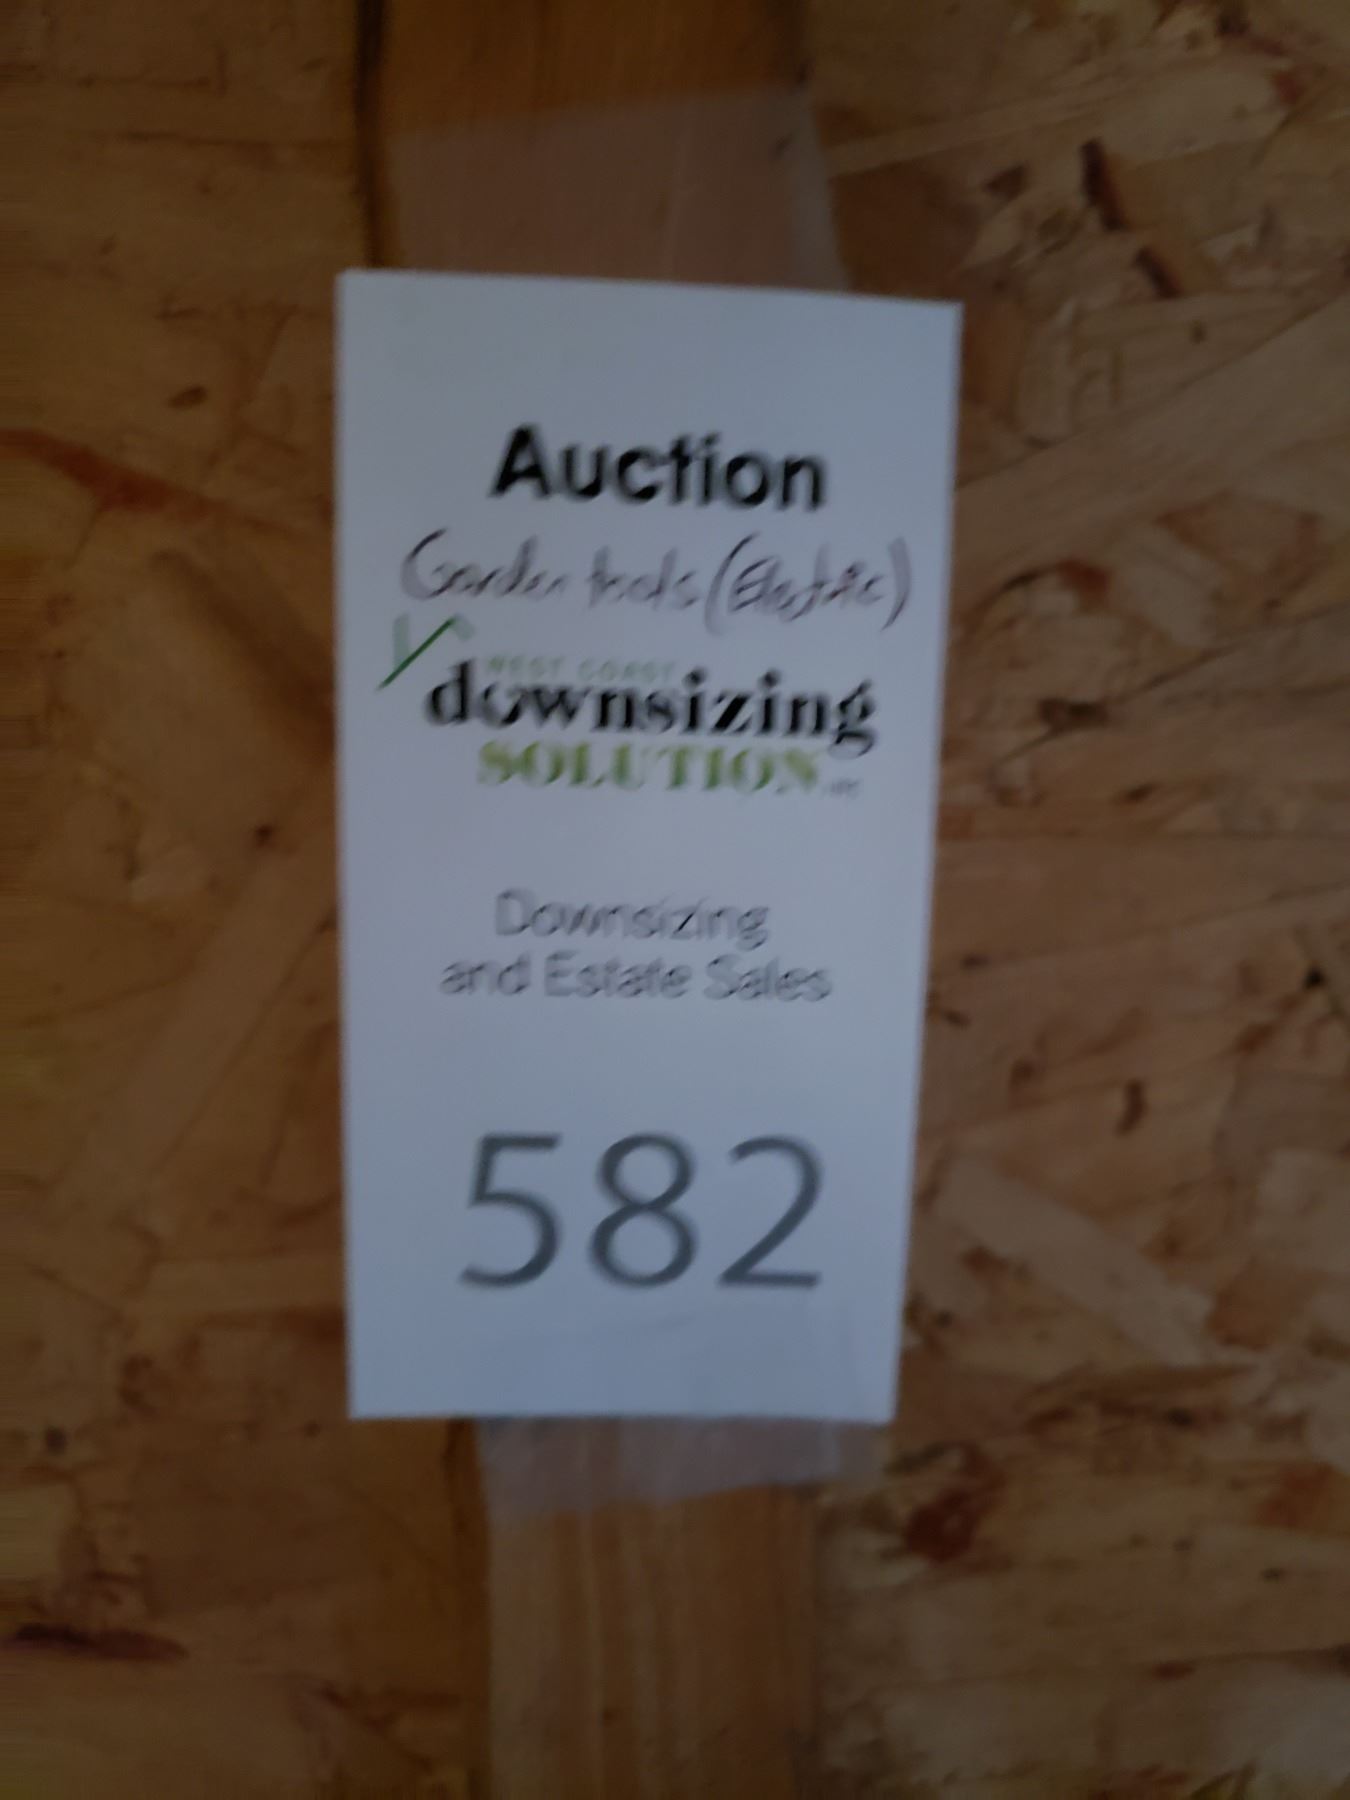 Auction
Garden tools (Electric)
WEST COAST
downsizing
SOLUTION
Downsizing
and Estate Sales
582